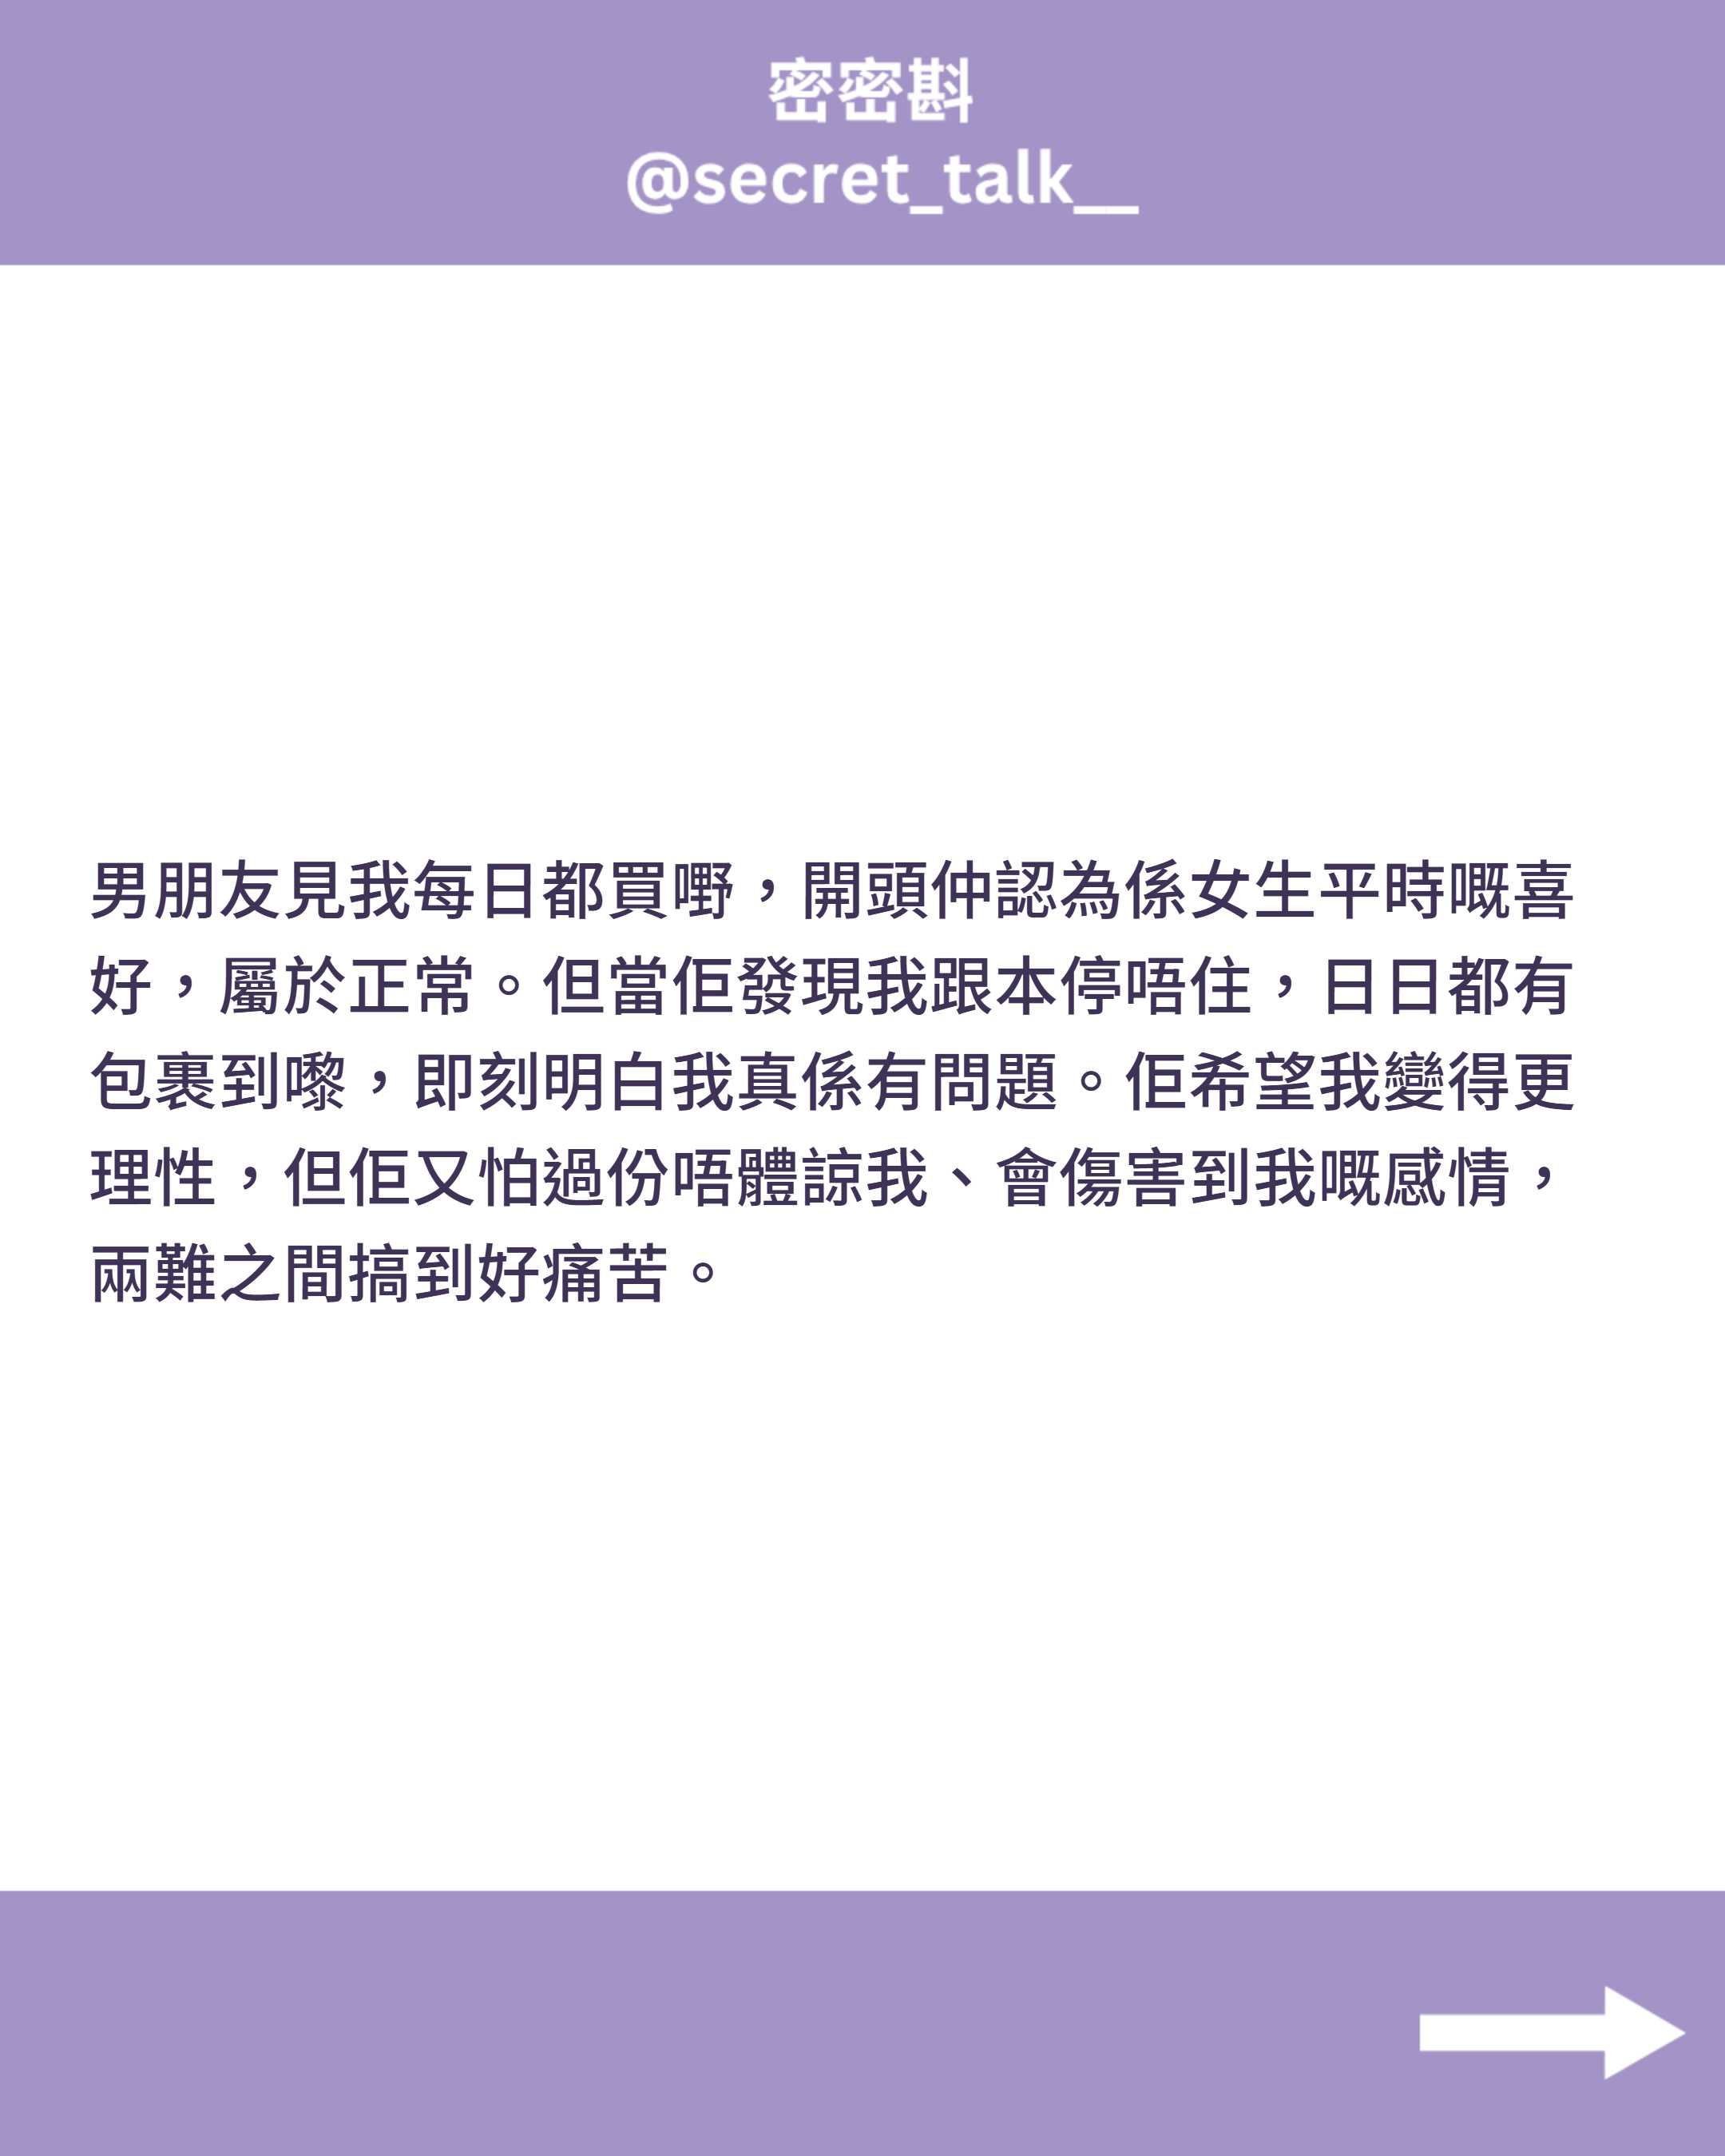 密密斟
@secret_talk__
男朋友見我每日都買嘢，開頭仲認為係女生平時嘅喜
好，屬於正常。但當佢發現我跟本停唔住，日日都有
包裹到嚟，即刻明白我真係有問題。佢希望我變得更
理性，但佢又怕過份唔體諒我、會傷害到我嘅感情，
兩難之間搞到好痛苦。